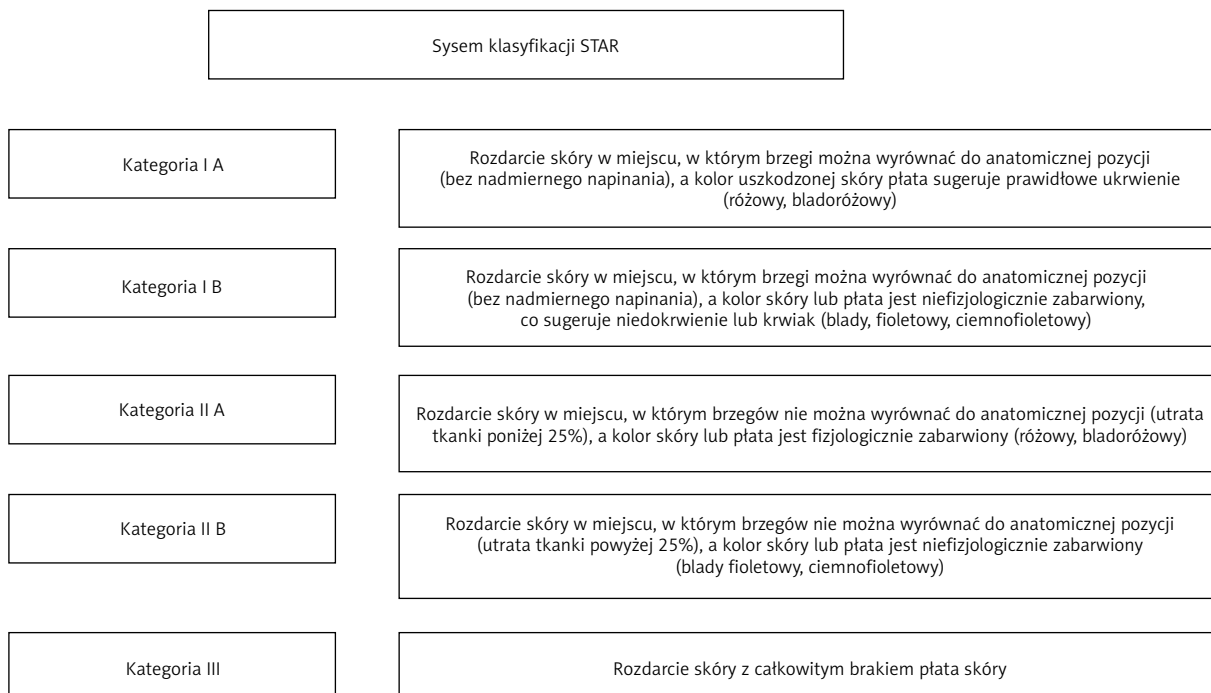 Sysem klasyfikacji STAR
Kategoria I A
Rozdarcie skóry w miejscu, w którym brzegi można wyrównać do anatomicznej pozycji
(bez nadmiernego napinania), a kolor uszkodzonej skóry płata sugeruje prawidłowe ukrwienie
(różowy, bladoróżowy)
Kategoria I B
Rozdarcie skóry w miejscu, w którym brzegi można wyrównać do anatomicznej pozycji
(bez nadmiernego napinania), a kolor skóry lub płata jest niefizjologicznie zabarwiony,
co sugeruje niedokrwienie lub krwiak (blady, fioletowy, ciemnofioletowy)
Kategoria II A
Rozdarcie skóry w miejscu, w którym brzegów nie można wyrównać do anatomicznej pozycji (utrata
tkanki poniżej 25%), a kolor skóry lub płata jest fizjologicznie zabarwiony (różowy, bladoróżowy)
Kategoria II B
Rozdarcie skóry w miejscu, w którym brzegów nie można wyrównać do anatomicznej pozycji
(utrata tkanki powyżej 25%), a kolor skóry lub płata jest niefizjologicznie zabarwiony
(blady fioletowy, ciemnofioletowy)
Kategoria III
Rozdarcie skóry z całkowitym brakiem płata skóry